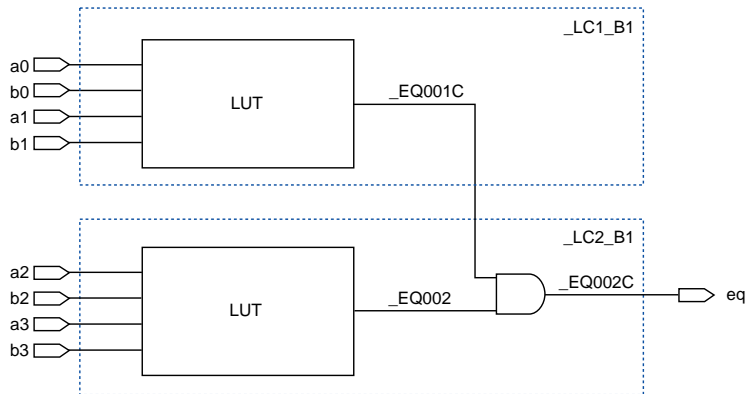 _LC1_B1
a0
b0
a1
b1
LUT
_EQ001C
_LC2_B1
a2
b2
a3
b3
LUT
_EQ002
_EQ002C
eq